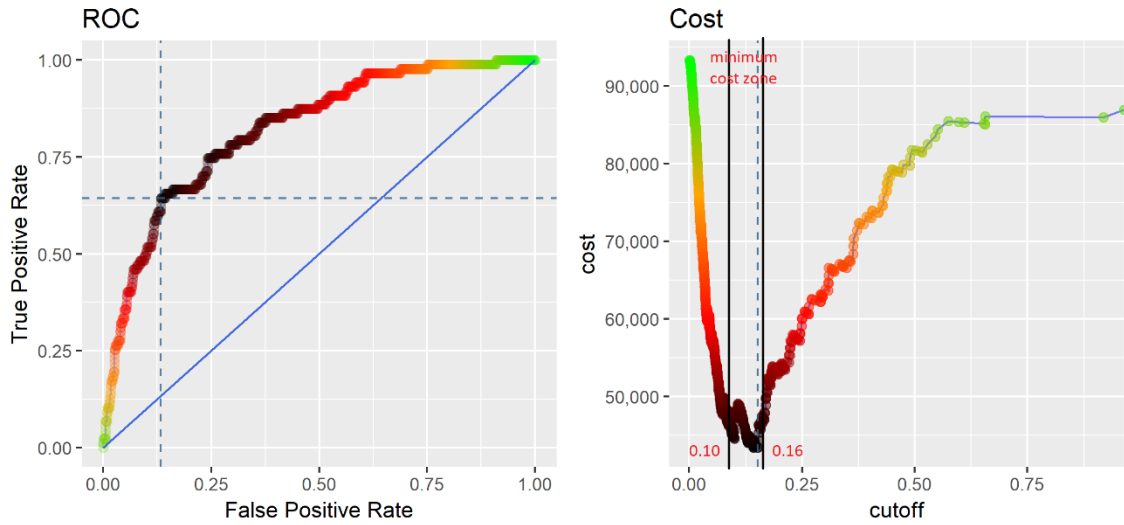 ROC
1.00
0.75
0.50
0.25
0.00
True Positive Rate
0.00
0.25
0.50
0.75
1.00
False Positive Rate
Cost
minimum
cost zone
90,000
80,000
70,000
60,000
50,000
cost
0.10
0.16
0.00
0.25
0.50
0.75
cutoff